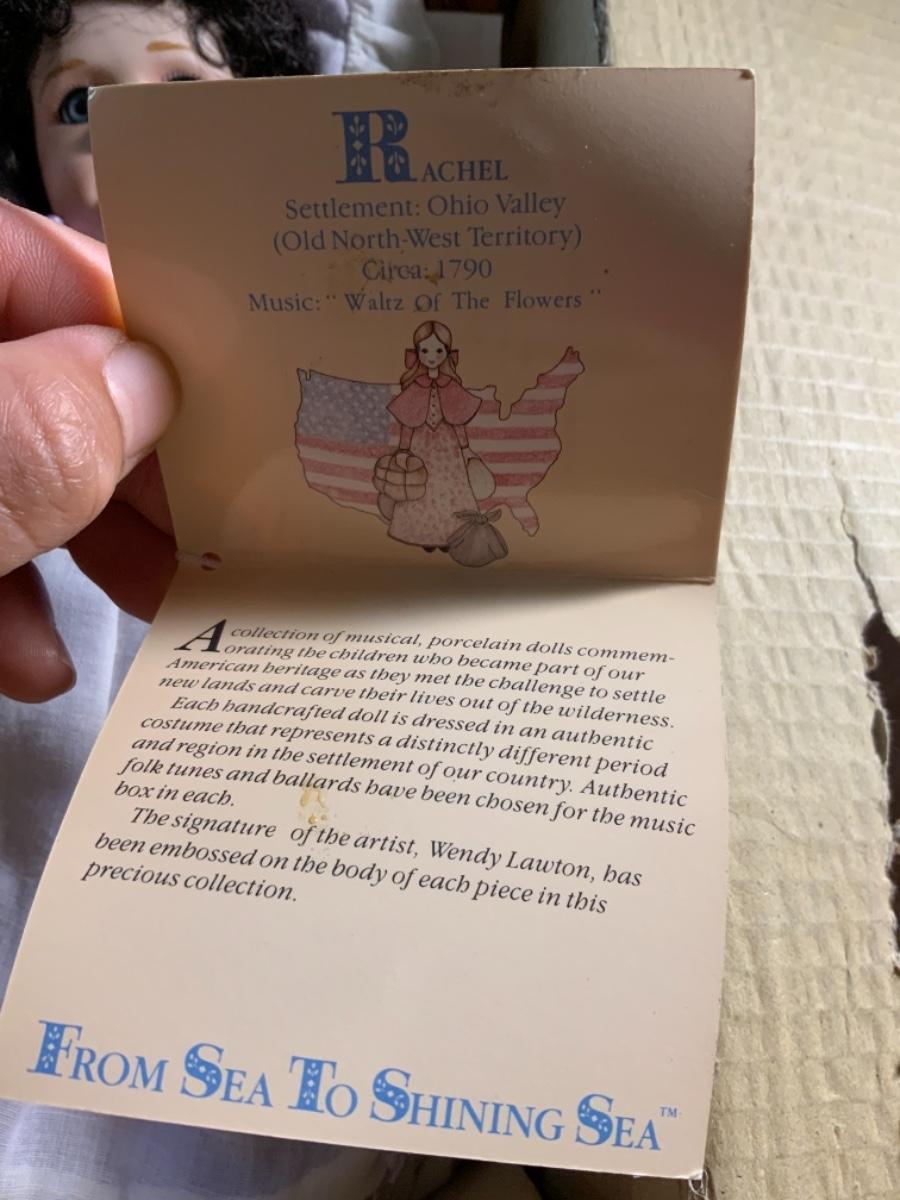 RACHEL
Settlement: Ohio Valley
(Old North-West Territory)
Circa: 1790
Music: " Waltz Of The Flowers "
A collection of musical, porcelain dolls commem-
orating the children who became part of our
American heritage as they met the challenge to settle
new lands and carve their lives out of the wilderness.
Each handcrafted doll is dressed in an authentic
costume that represents a distinctly different period
and region in the settlement of our country. Authentic
folk tunes and ballards have been chosen for the music
box in each.
The signature of the artist, Wendy Lawton, has
been embossed on the body of each piece in this
precious collection.
FROM SEA TO SHINING SEA™